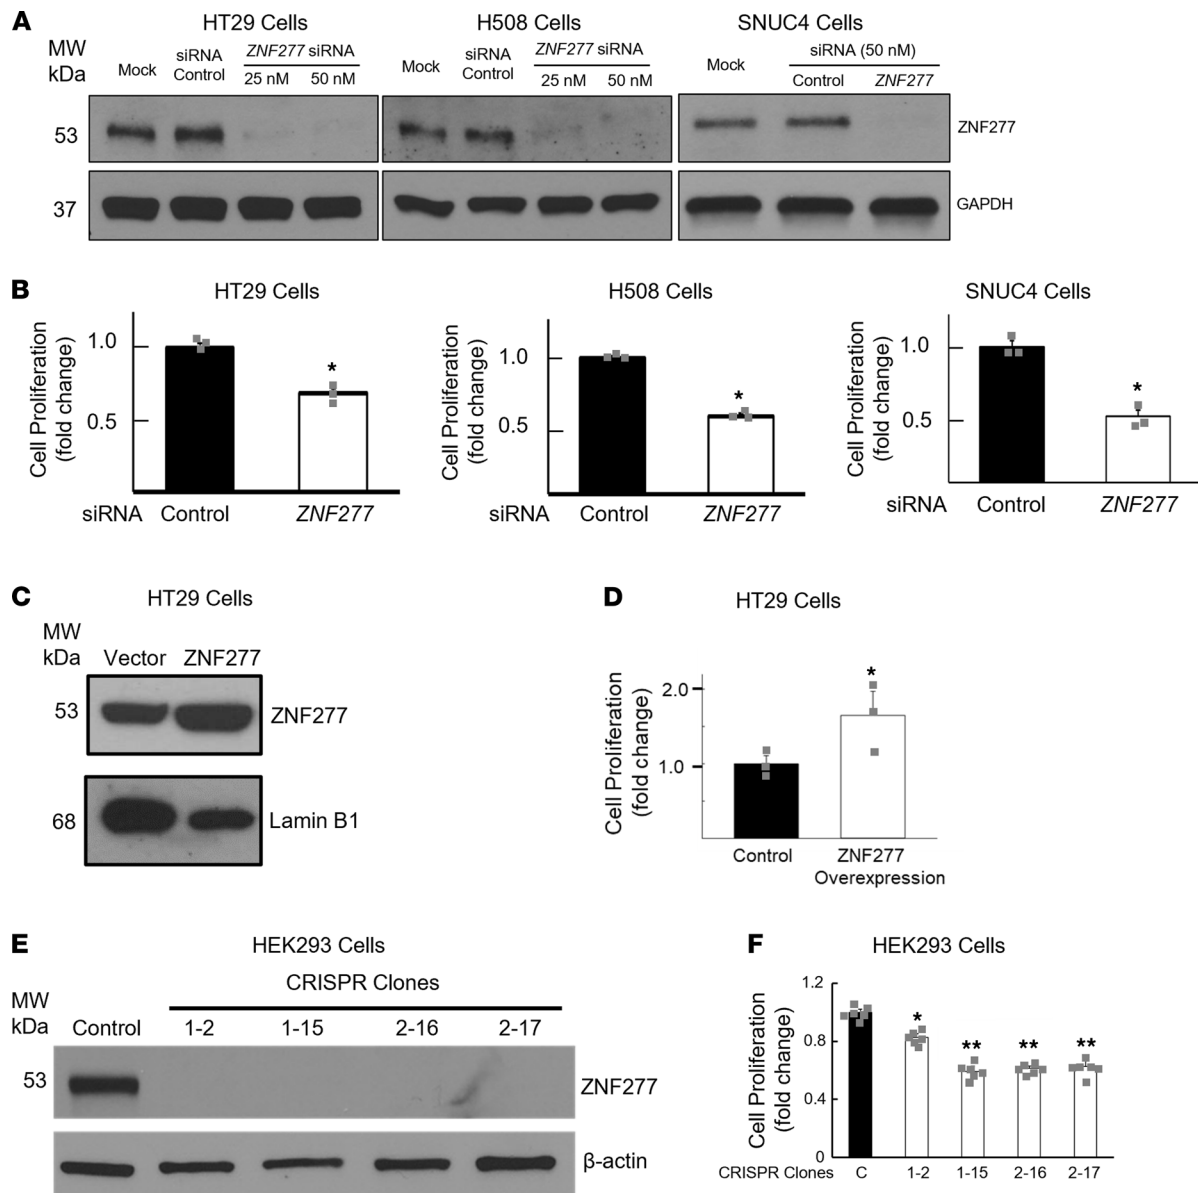 A
HT29 Cells
H508 Cells
SNUC4 Cells
MW
kDa
Mock
siRNA
Control
ZNF277 siRNA
25 nM
50 nM
Mock
siRNA
Control
ZNF277 siRNA
25 nM
50 nM
Mock
siRNA (50 nM)
Control
ZNF277
53
ZNF277
37
GAPDH
B
HT29 Cells
Cell Proliferation
(fold change)
1.0
0.5
*
siRNA Control ZNF277
H508 Cells
Cell Proliferation
(fold change)
1.0
0.5
*
siRNA Control ZNF277
SNUC4 Cells
Cell Proliferation
(fold change)
1.0
0.5
*
siRNA Control ZNF277
C
HT29 Cells
MW
kDa
Vector ZNF277
53
ZNF277
68
Lamin B1
D
HT29 Cells
Cell Proliferation
(fold change)
2.0
1.0
*
Control
ZNF277
Overexpression
E
HEK293 Cells
CRISPR Clones
MW
kDa
Control 1-2 1-15 2-16 2-17
53
ZNF277
β-actin
F
HEK293 Cells
Cell Proliferation
(fold change)
1.2
0.8
0.4
0
* ** ** **
CRISPR Clones C 1-2 1-15 2-16 2-17